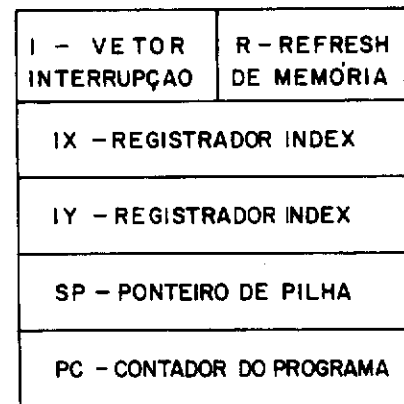 I - VETOR
INTERRUPÇAO
R-REFRESH
DE MEMÓRIA
IX - REGISTRADOR INDEX
IY - REGISTRADOR INDEX
SP - PONTEIRO DE PILHA
PC - CONTADOR DO PROGRAMA